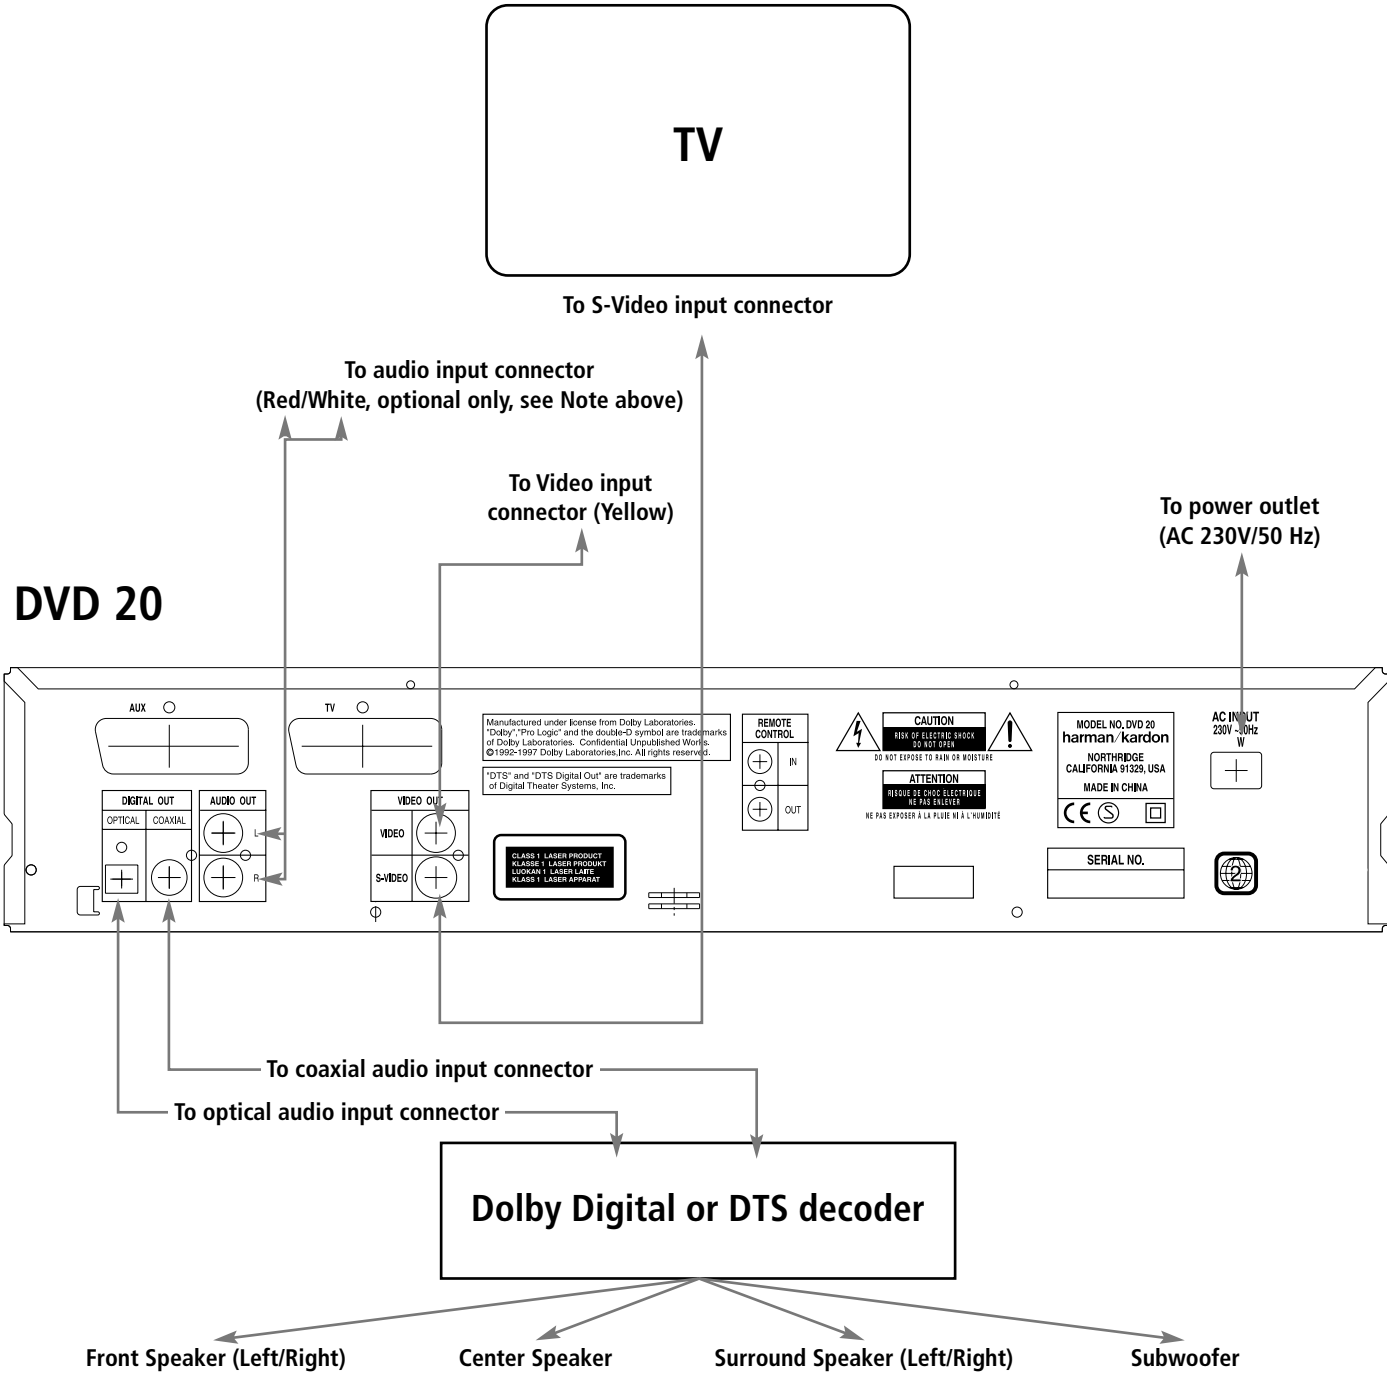 TV
To S-Video input connector
To audio input connector
(Red/White, optional only, see Note above)
To Video input
connector (Yellow)
To power outlet
(AC 230V/50 Hz)
DVD 20
AUX
TV
Manufactured under license from Dolby Laboratories.
"Dolby","Pro Logic" and the double-D symbol are trademarks
of Dolby Laboratories. Confidential Unpublished Works.
©1992-1997 Dolby Laboratories,Inc. All rights reserved.
"DTS" and "DTS Digital Out" are trademarks
of Digital Theater Systems, Inc.
REMOTE
CONTROL
IN
OUT
CAUTION
RISK OF ELECTRIC SHOCK
DO NOT OPEN
DO NOT EXPOSE TO RAIN OR MOISTURE
ATTENTION
RISQUE DE CHOC ELECTRIQUE
NE PAS ENLEVER
NE PAS EXPOSER À LA PLUIE NI À L'HUMIDITÉ
MODEL NO. DVD 20
harman/kardon
NORTHRIDGE
CALIFORNIA 91329, USA
MADE IN CHINA
CE S
AC INPUT
230V ~50Hz
W
DIGITAL OUT
OPTICAL COAXIAL
AUDIO OUT
L
R
VIDEO OUT
VIDEO
S-VIDEO
CLASS 1 LASER PRODUCT
KLASSE 1 LASER PRODUKT
LUOKAN 1 LASER LAITE
KLASS 1 LASER APPARAT
SERIAL NO.
2
To coaxial audio input connector
To optical audio input connector
Dolby Digital or DTS decoder
Front Speaker (Left/Right)
Center Speaker
Surround Speaker (Left/Right)
Subwoofer